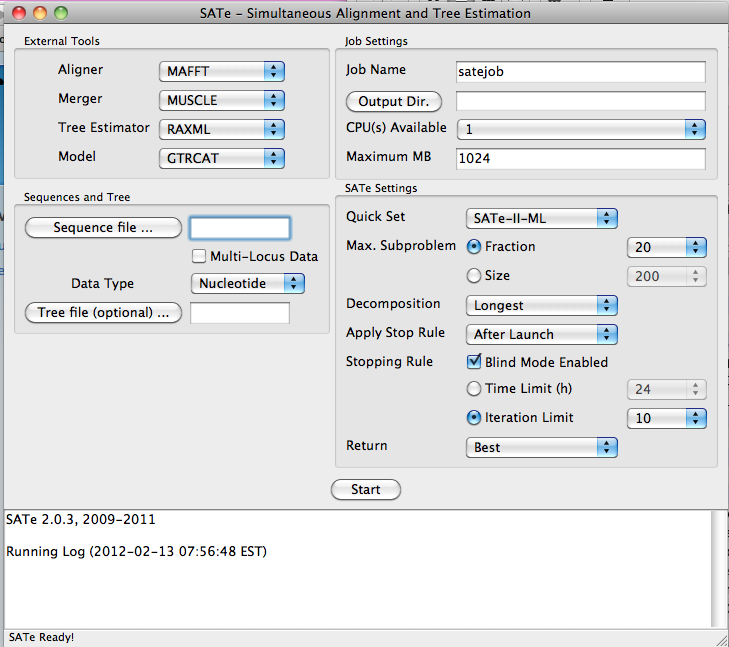 SATe - Simultaneous Alignment and Tree Estimation
External Tools
Aligner MAFFT
Merger MUSCLE
Tree Estimator RAXML
Model GTRCAT
Sequences and Tree
Sequence file ...
Multi-Locus Data
Data Type Nucleotide
Tree file (optional) ...
Job Settings
Job Name satejob
Output Dir.
CPU(s) Available 1
Maximum MB 1024
SATe Settings
Quick Set SATe-II-ML
Max. Subproblem Fraction 20
Size 200
Decomposition Longest
Apply Stop Rule After Launch
Stopping Rule Blind Mode Enabled
Time Limit (h) 24
Iteration Limit 10
Return Best
Start
SATe 2.0.3, 2009-2011
Running Log (2012-02-13 07:56:48 EST)
SATe Ready!